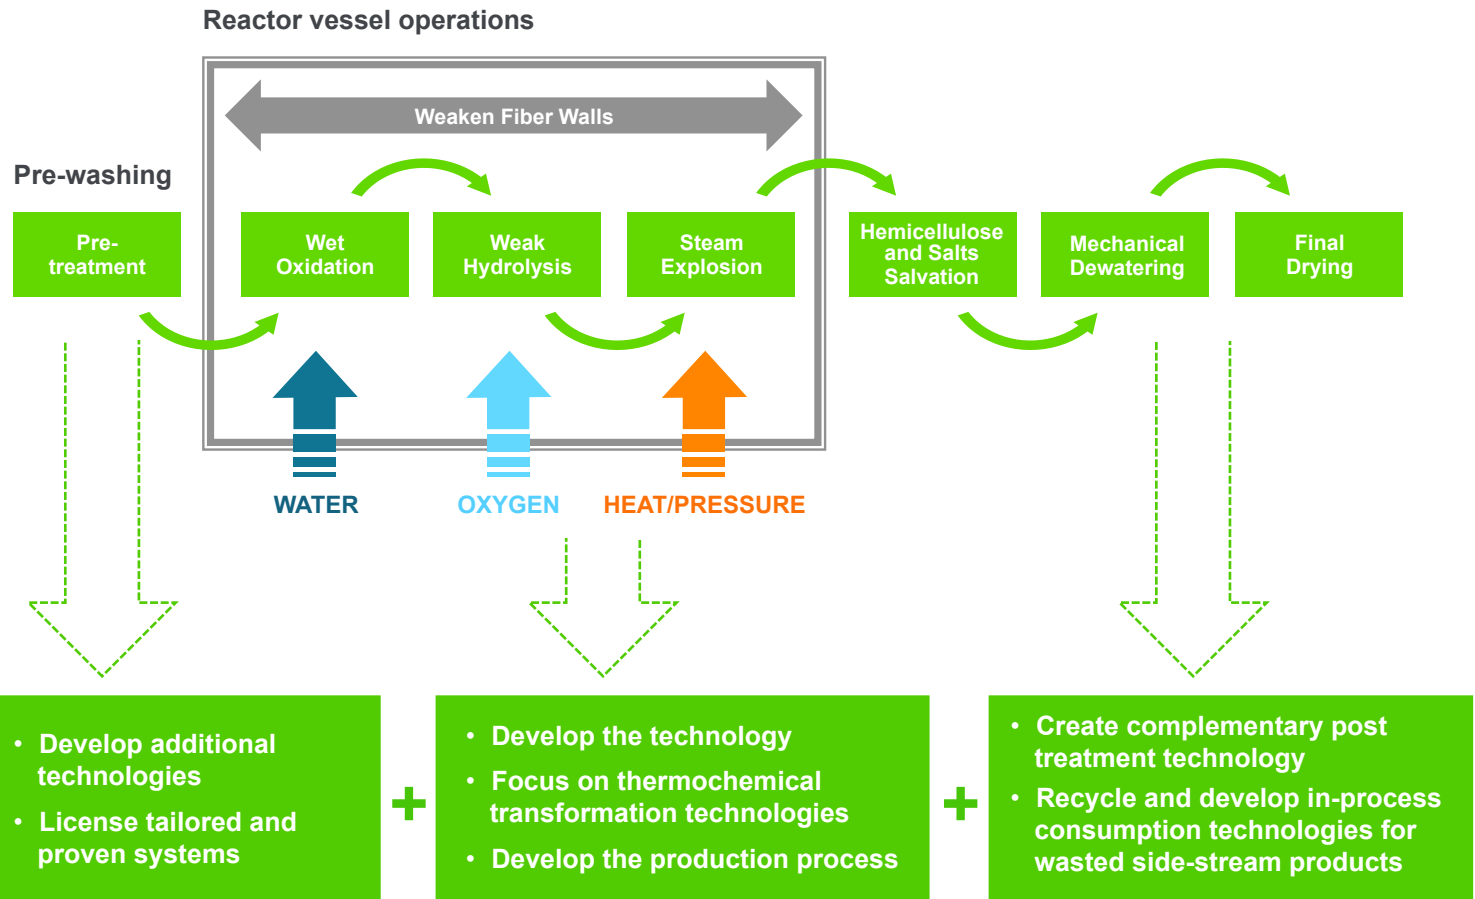 Reactor vessel operations
Weaken Fiber Walls
Pre-washing
Pre-
treatment
Wet
Oxidation
Weak
Hydrolysis
Steam
Explosion
Hemicellulose
and Salts
Salvation
Mechanical
Dewatering
Final
Drying
WATER
OXYGEN
HEAT/PRESSURE
• Develop additional
technologies
• License tailored and
proven systems
+
• Develop the technology
• Focus on thermochemical
transformation technologies
• Develop the production process
+
• Create complementary post
treatment technology
• Recycle and develop in-process
consumption technologies for
wasted side-stream products